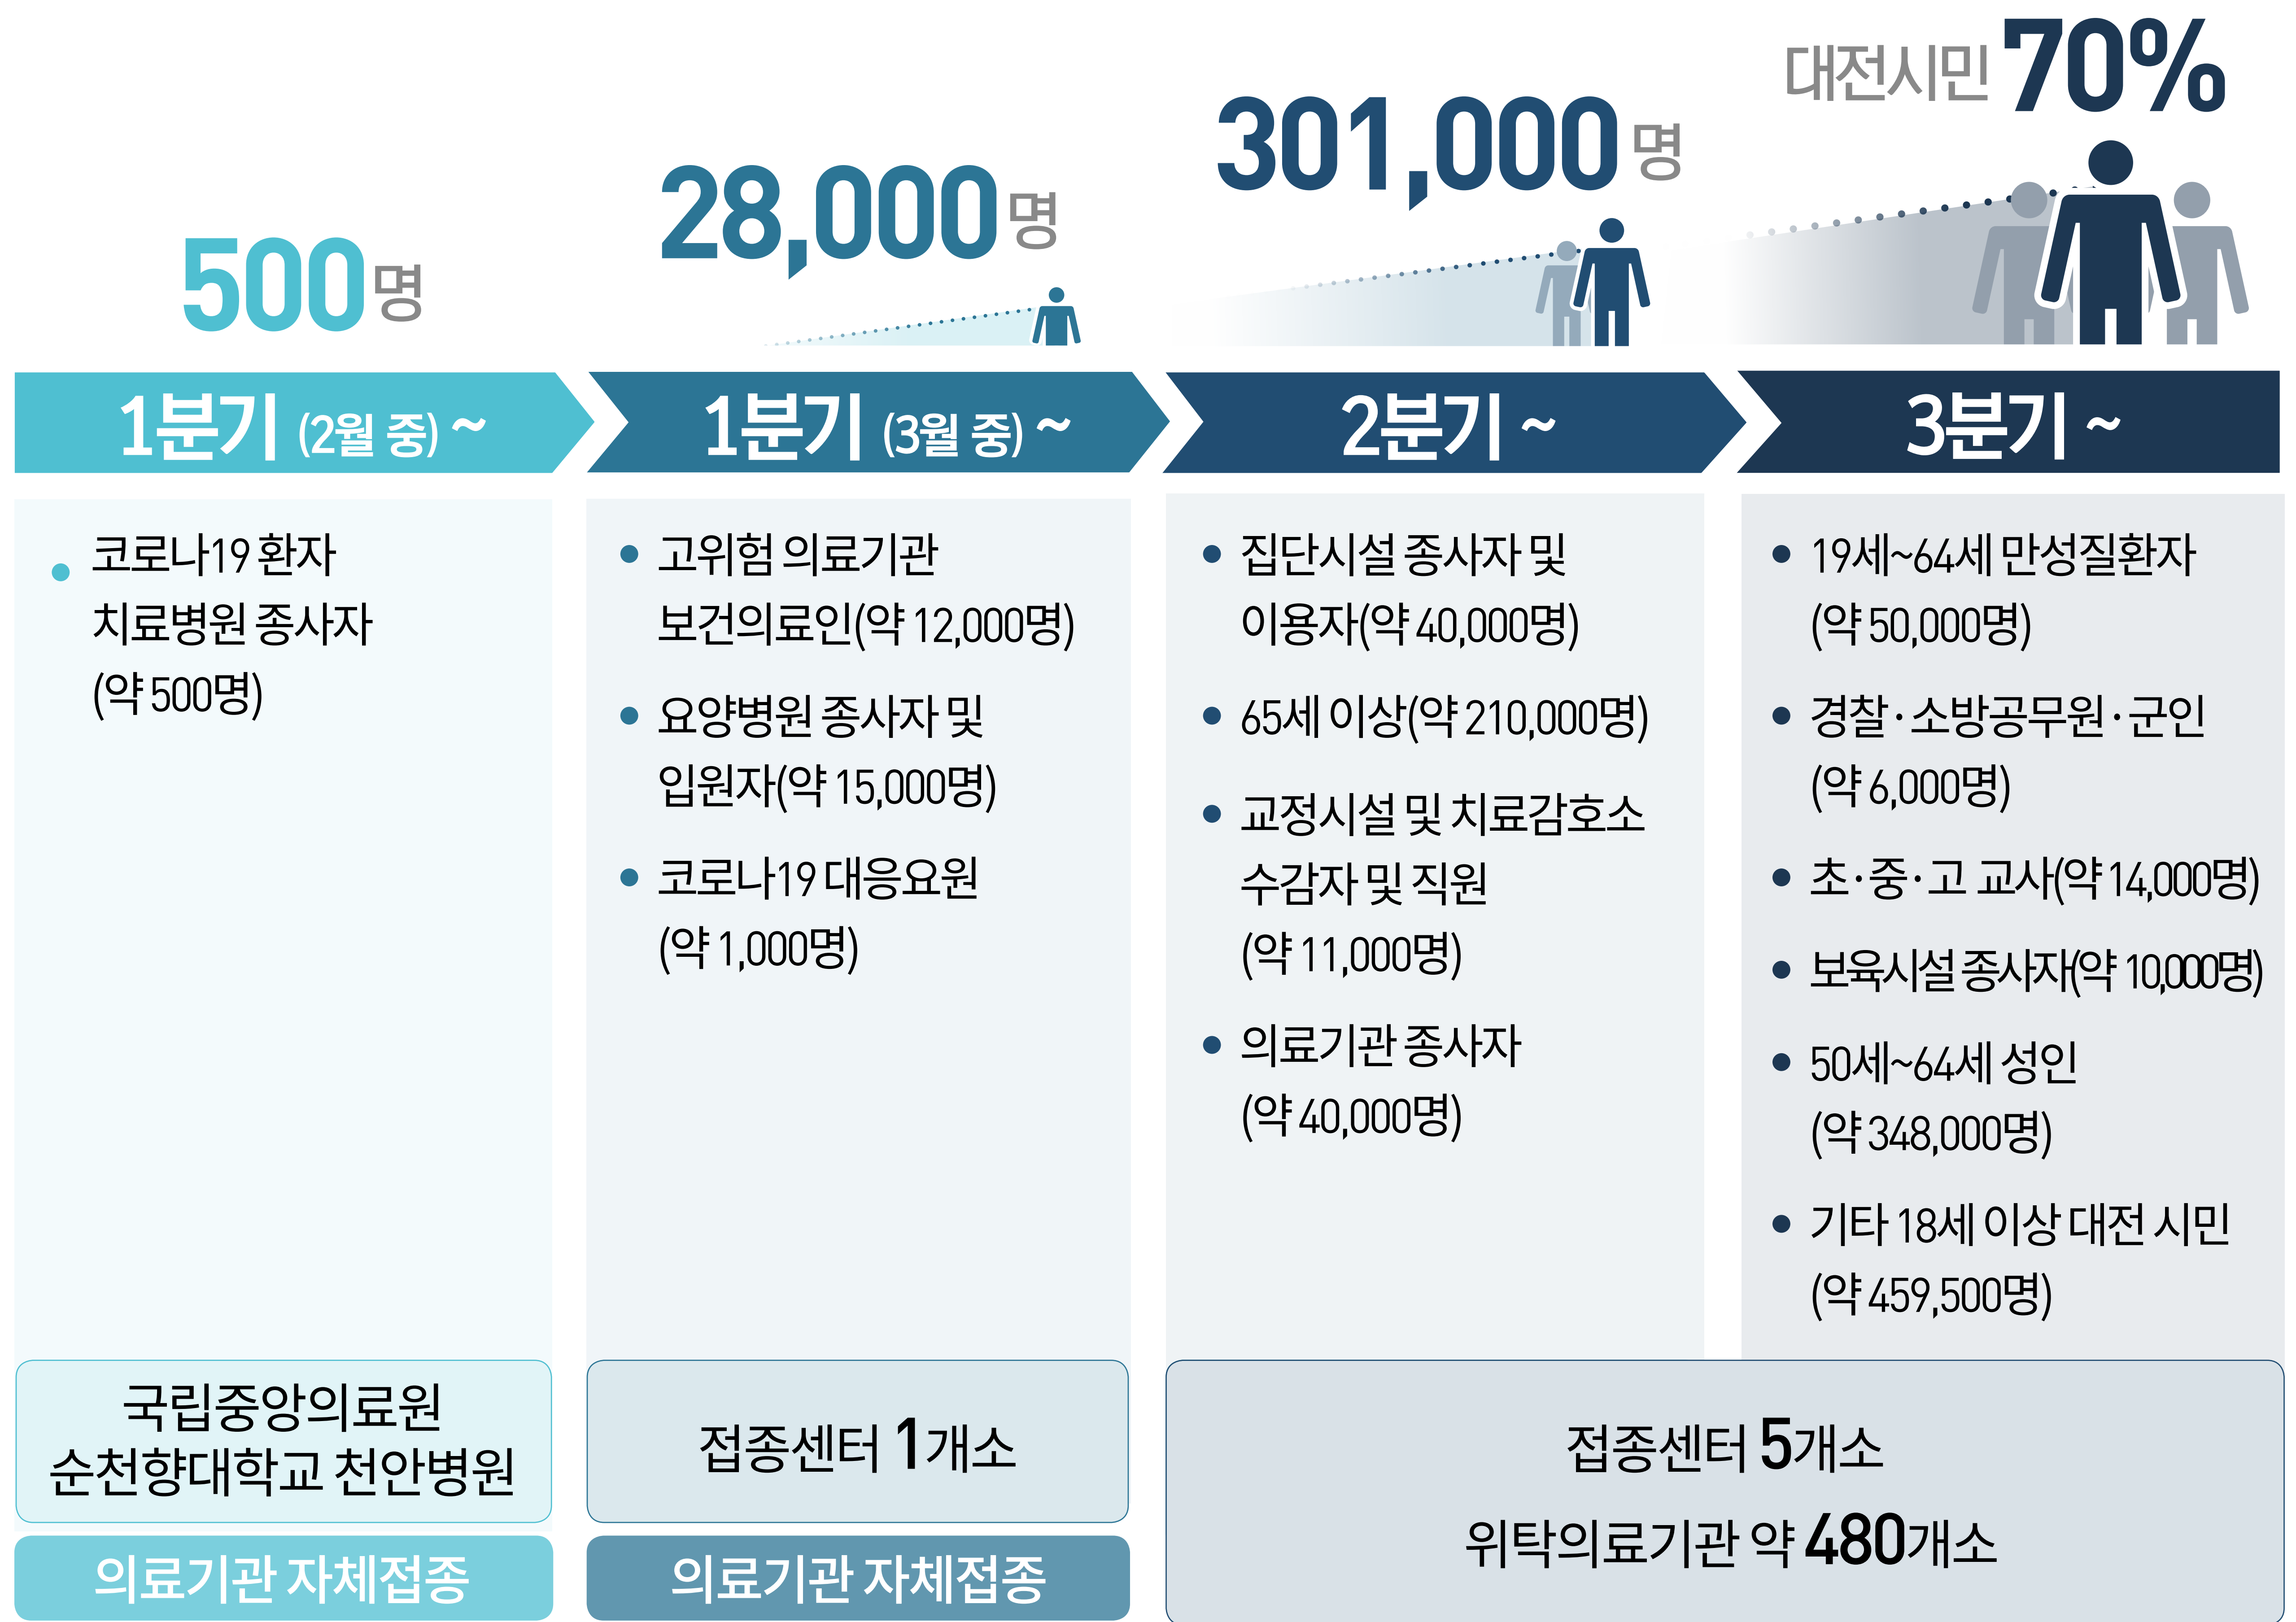 500명
28,000명
301,000명
대전시민 70%
1분기 (2월 중) ~
1분기 (3월 중) ~
2분기 ~
3분기 ~
• 코로나19 환자
치료병원 종사자
(약 500명)
• 고위험 의료기관
보건의료인(약 12,000명)
• 요양병원 종사자 및
입원자(약 15,000명)
• 코로나19 대응요원
(약 1,000명)
• 집단시설 종사자 및
이용자(약 40,000명)
• 65세 이상(약 210,000명)
• 교정시설 및 치료감호소
수감자 및 직원
(약 11,000명)
• 의료기관 종사자
(약 40,000명)
• 19세~64세 만성질환자
(약 50,000명)
• 경찰·소방공무원·군인
(약 6,000명)
• 초·중·고 교사(약 14,000명)
• 보육시설 종사자(약 10,000명)
• 50세~64세 성인
(약 348,000명)
• 기타 18세 이상 대전 시민
(약 459,500명)
국립중앙의료원
순천향대학교 천안병원
의료기관 자체접종
접종센터 1개소
의료기관 자체접종
접종센터 5개소
위탁의료기관 약 480개소